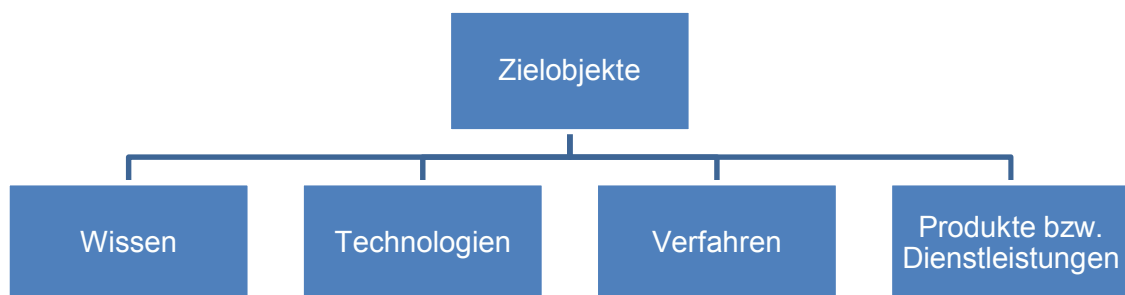 Zielobjekte
Wissen
Technologien
Verfahren
Produkte bzw.
Dienstleistungen